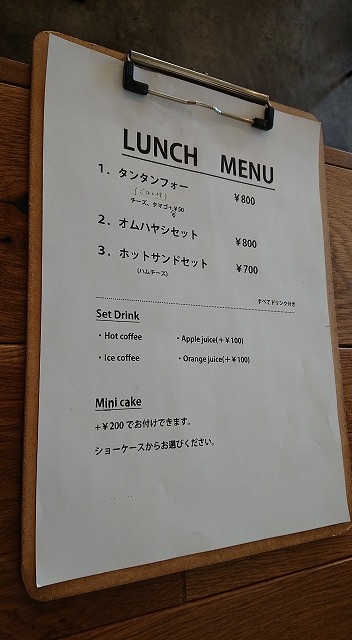 LUNCH MENU
1. タンタンフォー ¥800
(ごはん付)
チーズ、タマゴ+¥50
2. オムハヤシセット ¥800
3. ホットサンドセット ¥700
(ハムチーズ)
すべてドリンク付き
Set Drink
・Hot coffee ・Apple juice(+¥100)
・Ice coffee ・Orange juice(+¥100)
Mini cake
+¥200 でお付けできます。
ショーケースからお選びください。